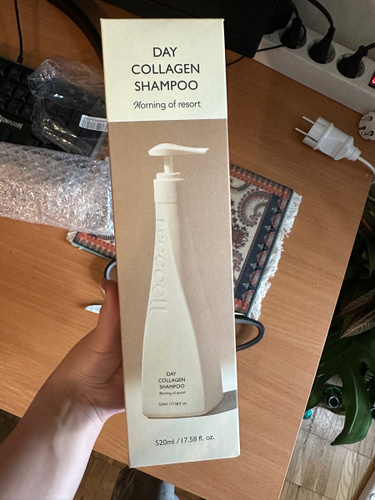 DAY
COLLAGEN
SHAMPOO
Morning of resort
DAY
COLLAGEN
SHAMPOO
Morning of resort
520ml / 17.58 fl. oz.
520ml / 17.58 fl. oz.